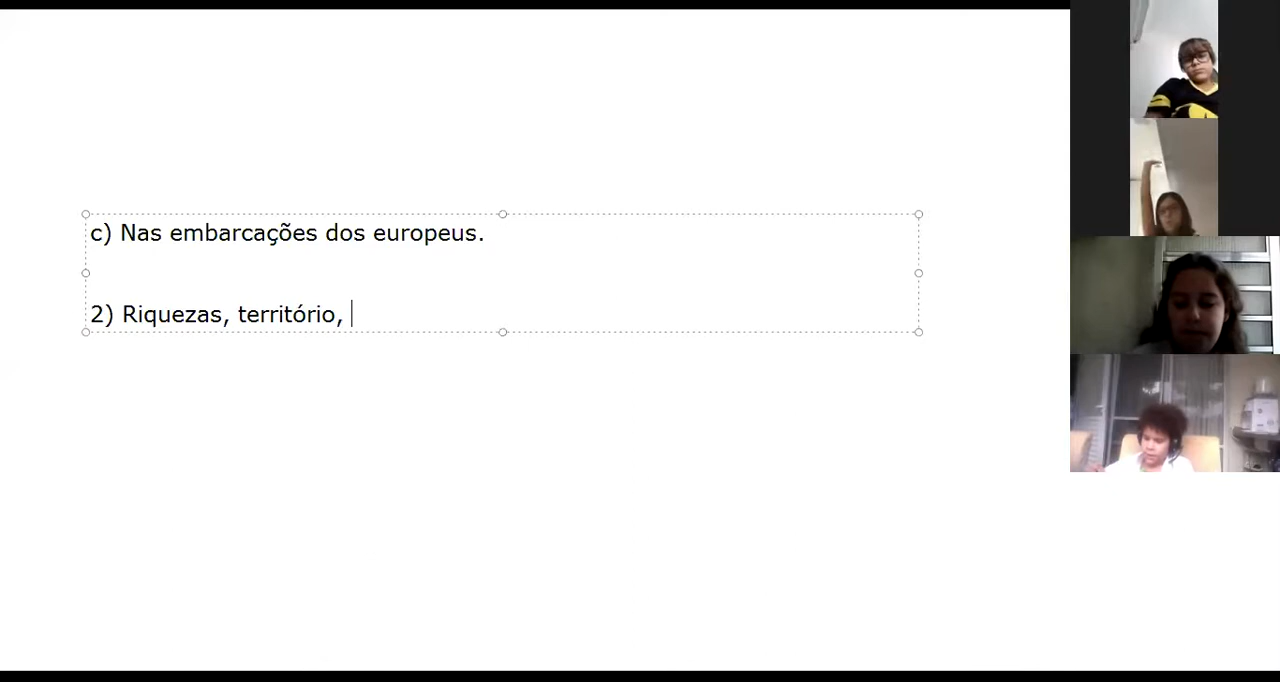 c) Nas embarcações dos europeus.
2) Riquezas, território,